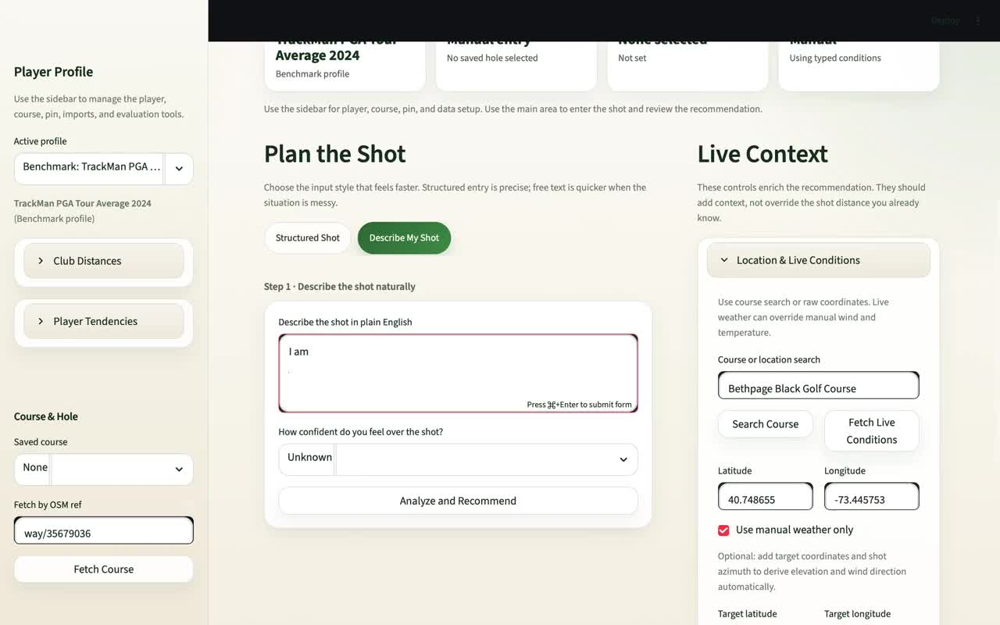 Deploy
Player Profile
Use the sidebar to manage the player,
course, pin, imports, and evaluation tools.
Active profile
Benchmark: TrackMan PGA ...
TrackMan PGA Tour Average 2024
(Benchmark profile)
Club Distances
Player Tendencies
Course & Hole
Saved course
None
Fetch by OSM ref
way/35679036
Fetch Course
TrackMan PGA Tour
Average 2024
Benchmark profile
Manual entry
No saved hole selected
None selected
Not set
Manual
Using typed conditions
Use the sidebar for player, course, pin, and data setup. Use the main area to enter the shot and review the recommendation.
Plan the Shot
Choose the input style that feels faster. Structured entry is precise; free text is quicker when the
situation is messy.
Structured Shot
Describe My Shot
Step 1 · Describe the shot naturally
Describe the shot in plain English
I am
Press ⌘+Enter to submit form
How confident do you feel over the shot?
Unknown
Analyze and Recommend
Live Context
These controls enrich the recommendation. They should
add context, not override the shot distance you already
know.
Location & Live Conditions
Use course search or raw coordinates. Live
weather can override manual wind and
temperature.
Course or location search
Bethpage Black Golf Course
Search Course
Fetch Live
Conditions
Latitude
Longitude
40.748655
-73.445753
Use manual weather only
Optional: add target coordinates and shot
azimuth to derive elevation and wind direction
automatically.
Target latitude
Target longitude